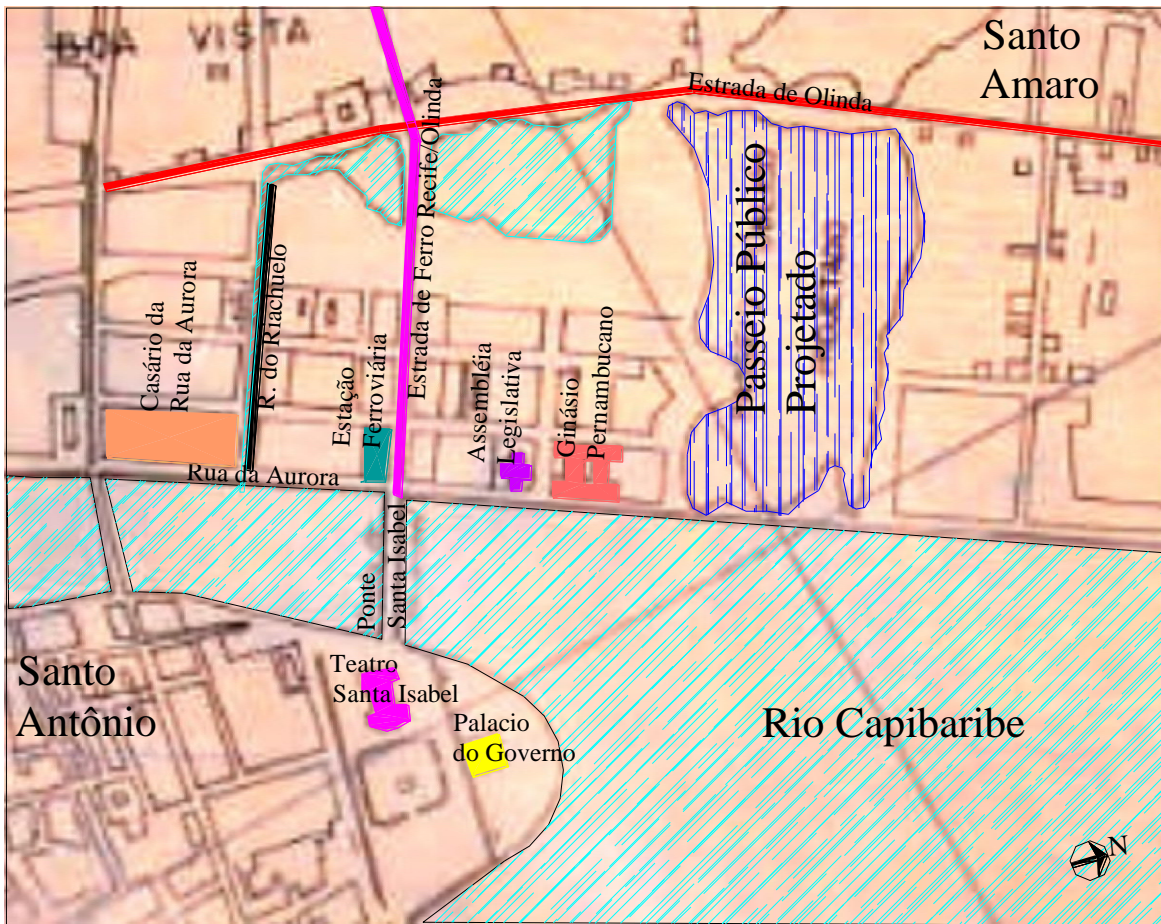 BOA VISTA
Santo
Amaro
Estrada de Olinda
Estrada de Ferro Recife/Olinda
Passeio Público
Projetado
Casário da
Rua da Aurora
R. do Riachuelo
Estação
Ferroviária
Assembléia
Legislativa
Ginásio
Pernambucano
Rua da Aurora
Ponte
Santa Isabel
Santo
Antônio
Teatro
Santa Isabel
Palacio
do Governo
Rio Capibaribe
N